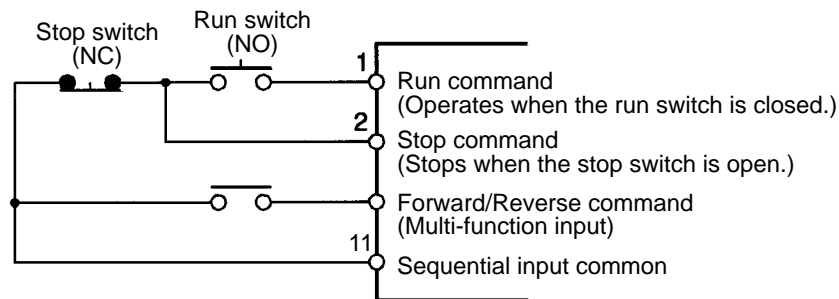 Run switch
(NO)
Stop switch
(NC)
1
Run command
(Operates when the run switch is closed.)
2
Stop command
(Stops when the stop switch is open.)
Forward/Reverse command
(Multi-function input)
11
Sequential input common